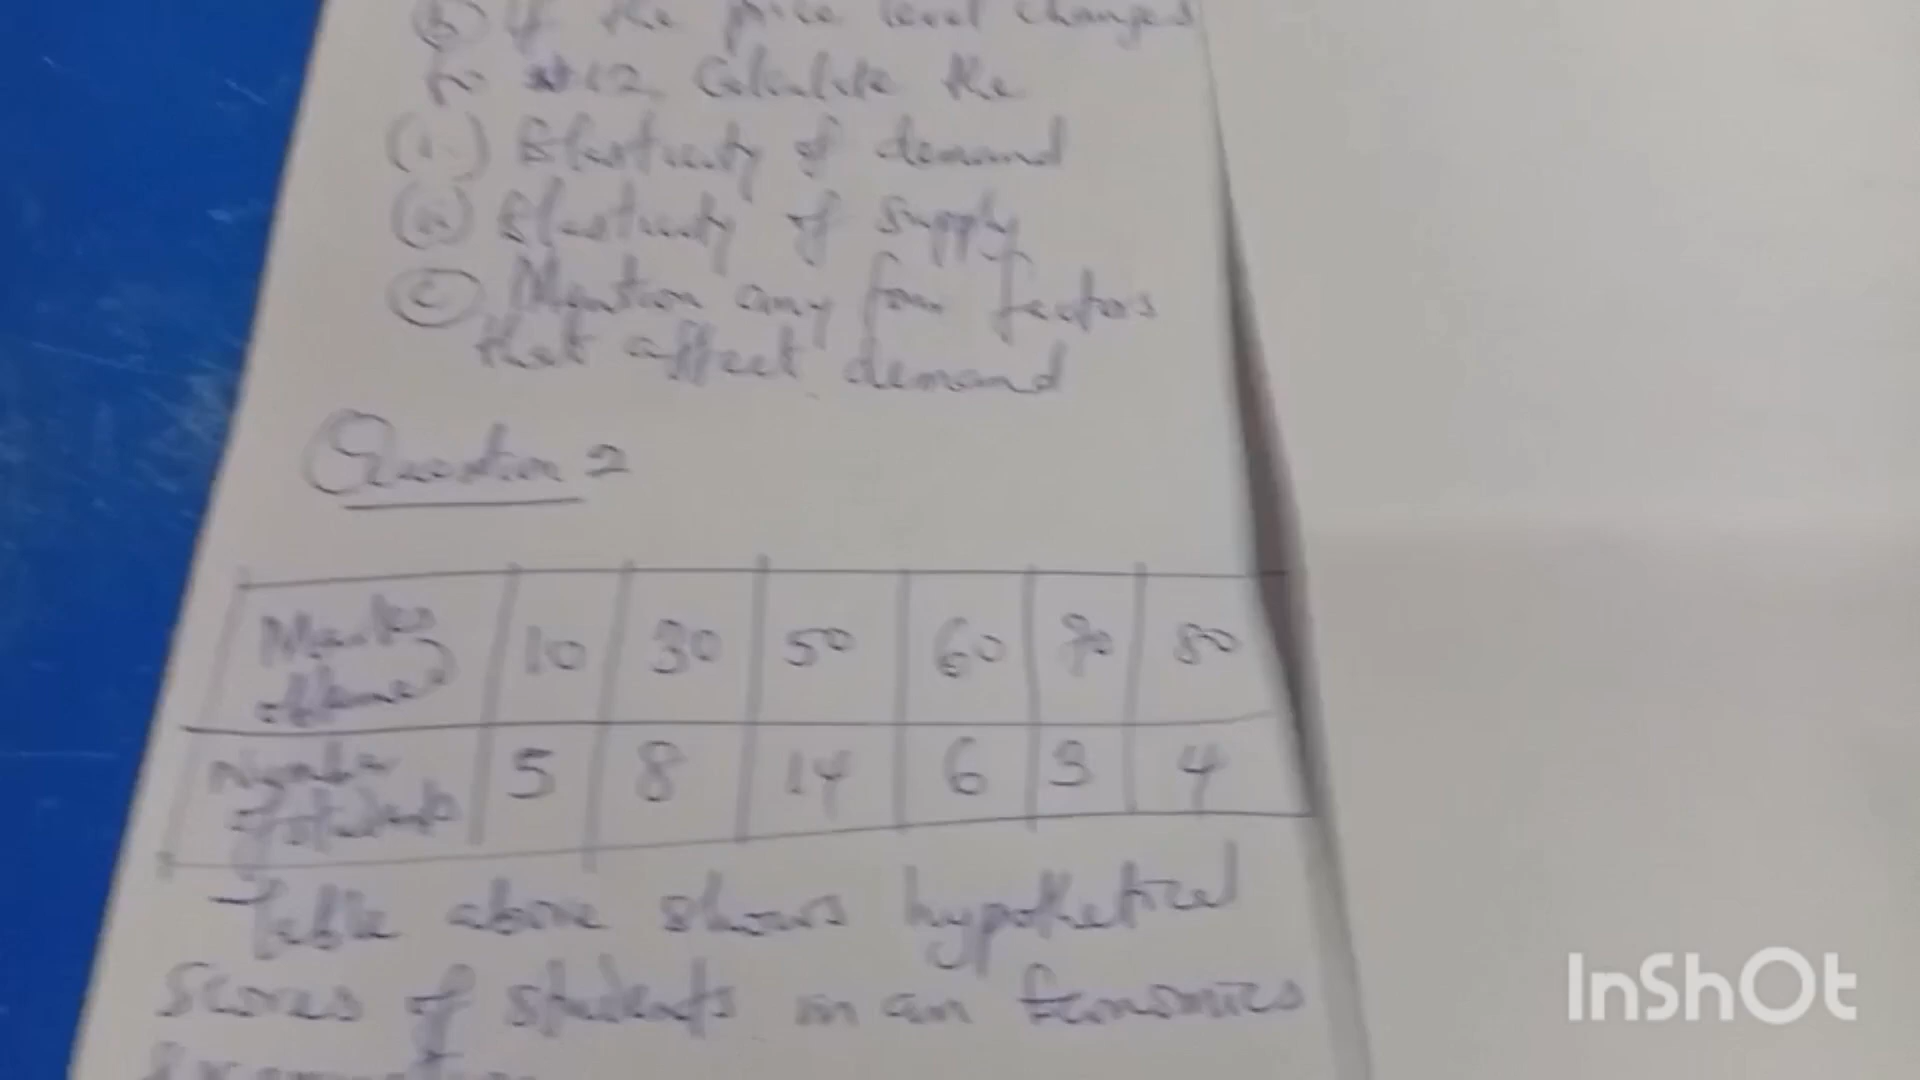 (b) If the price level changes
to ₦12, Calculate the
(i) Elasticity of demand
(ii) Elasticity of supply
(c) Mention any four factors
that affect demand
Question 2
Marks 10 30 50 60 70 80
Number 5 8 14 6 3 4
of students
Table above shows hypothetical
Scores of students in an Economics
InShOt